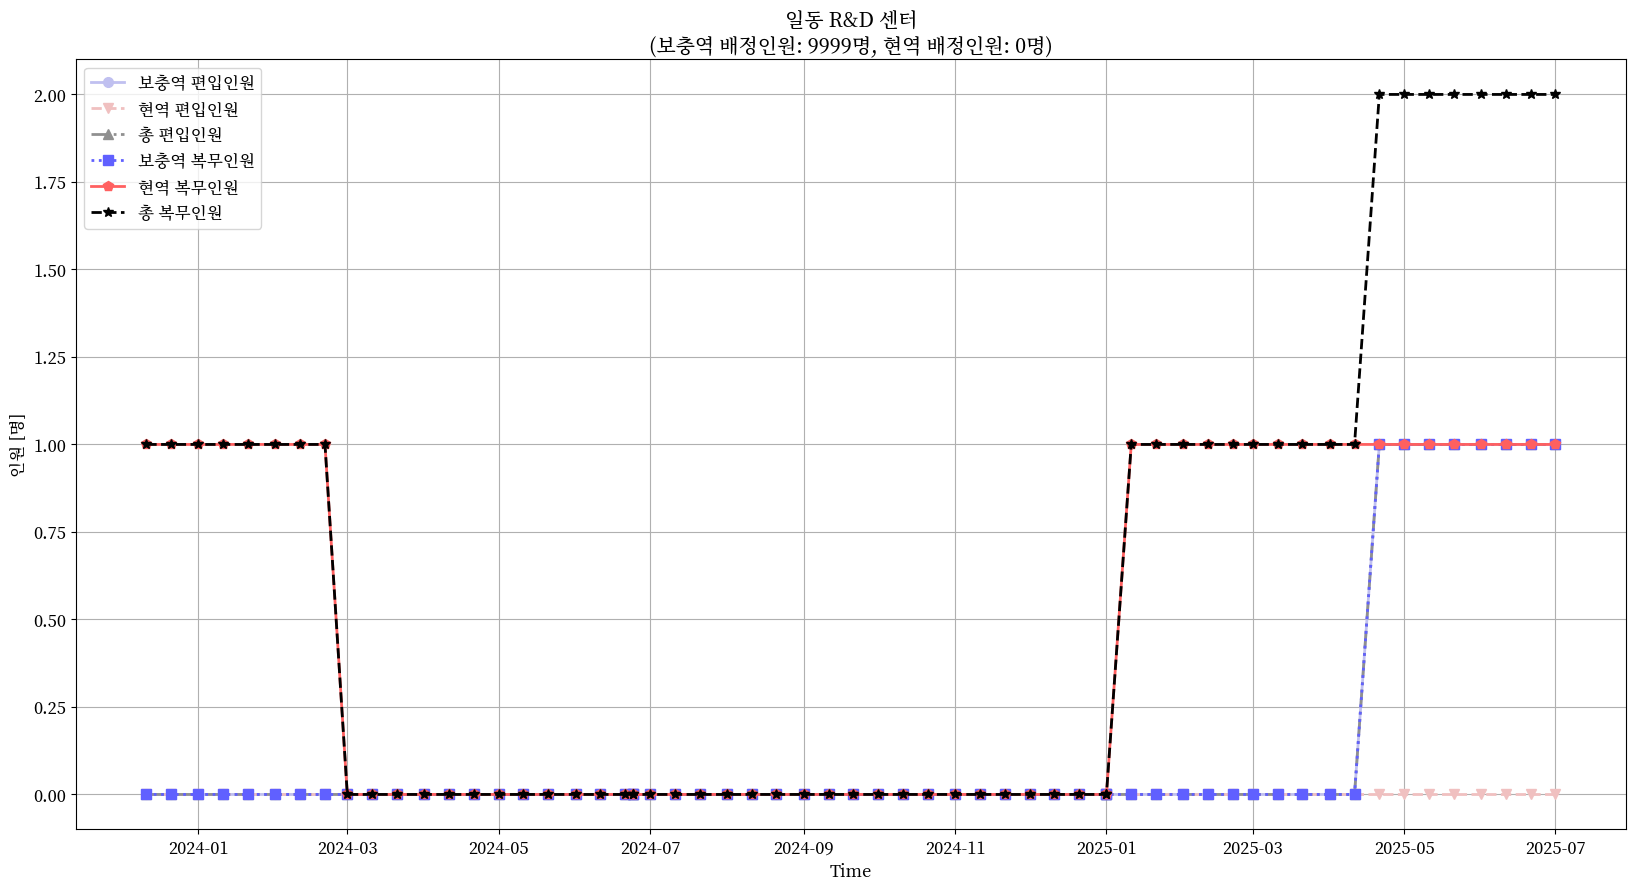 일동 R&D 센터
(보충역 배정인원: 9999명, 현역 배정인원: 0명)
보충역 편입인원
현역 편입인원
총 편입인원
보충역 복무인원
현역 복무인원
총 복무인원
2.00
1.75
1.50
1.25
1.00
0.75
0.50
0.25
0.00
인원 [명]
2024-01
2024-03
2024-05
2024-07
2024-09
2024-11
2025-01
2025-03
2025-05
2025-07
Time